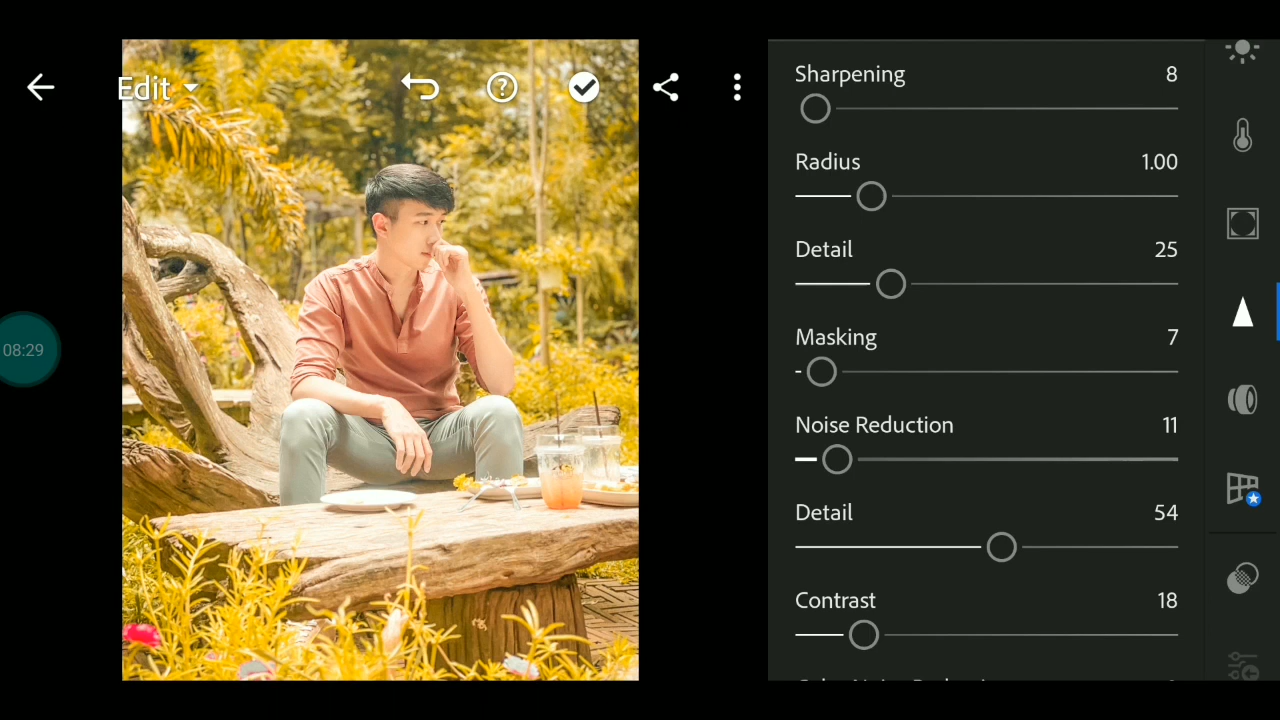 Edit
08:29
Sharpening 8
Radius 1.00
Detail 25
Masking 7
Noise Reduction 11
Detail 54
Contrast 18